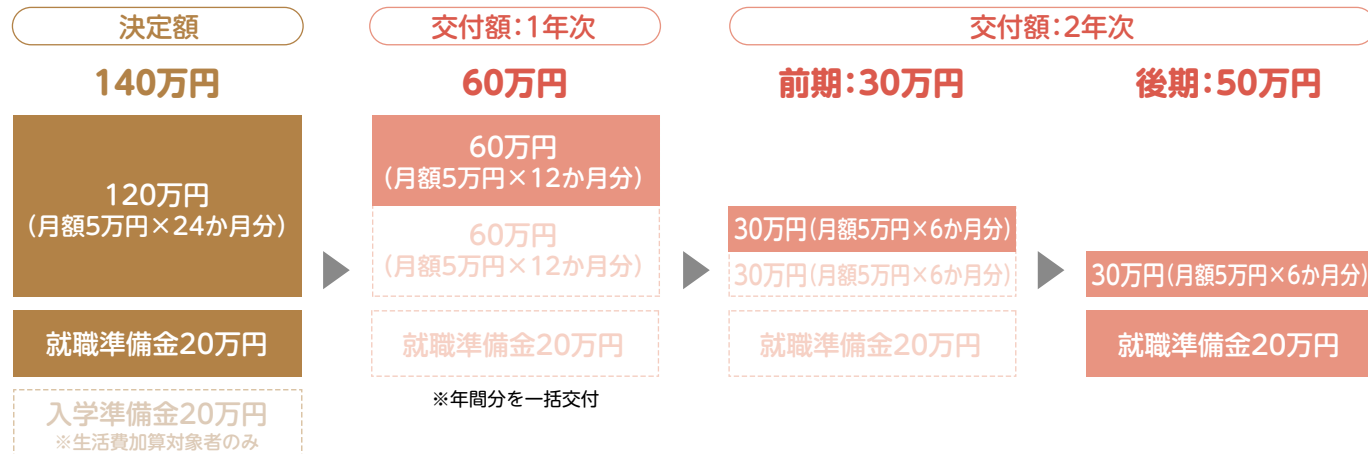 決定額
140万円
120万円
（月額5万円×24か月分）
就職準備金20万円
入学準備金20万円
※生活費加算対象者のみ
交付額：1年次
60万円
60万円
（月額5万円×12か月分）
60万円
（月額5万円×12か月分）
就職準備金20万円
※年間分を一括交付
交付額：2年次
前期：30万円
30万円（月額5万円×6か月分）
30万円（月額5万円×6か月分）
就職準備金20万円
後期：50万円
30万円（月額5万円×6か月分）
就職準備金20万円